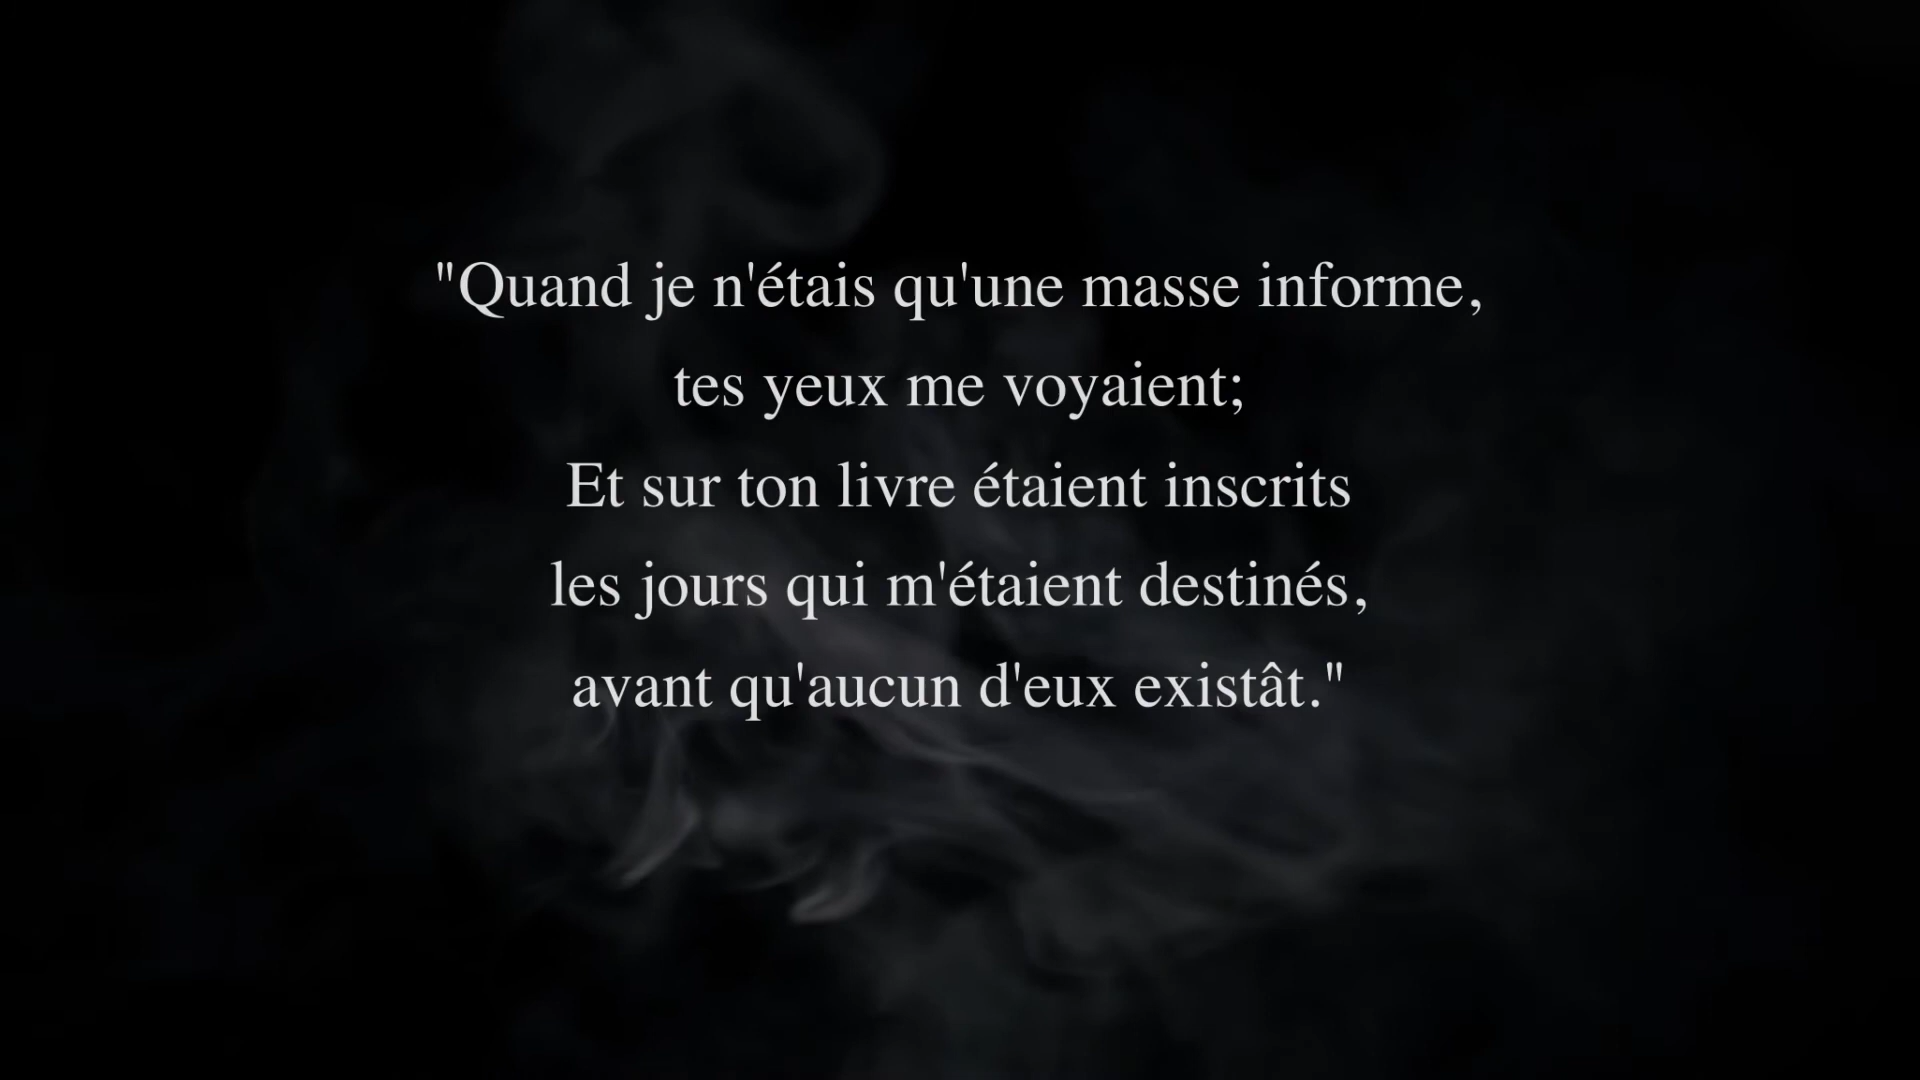 "Quand je n'étais qu'une masse informe,
tes yeux me voyaient;
Et sur ton livre étaient inscrits
les jours qui m'étaient destinés,
avant qu'aucun d'eux existât."